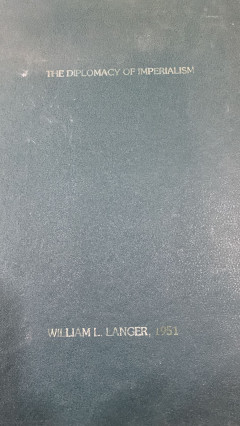 THE DIPLOMACY OF IMPERIALISM
WILLIAM L. LANGER, 1951